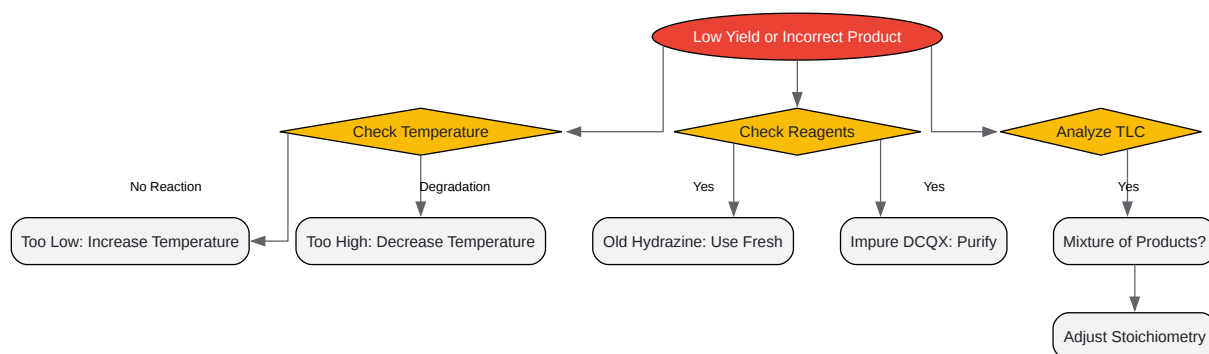 Low Yield or Incorrect Product
Check Temperature
Check Reagents
Analyze TLC
No Reaction
Degradation
Yes
Yes
Yes
Too Low: Increase Temperature
Too High: Decrease Temperature
Old Hydrazine: Use Fresh
Impure DCQX: Purify
Mixture of Products?
Adjust Stoichiometry